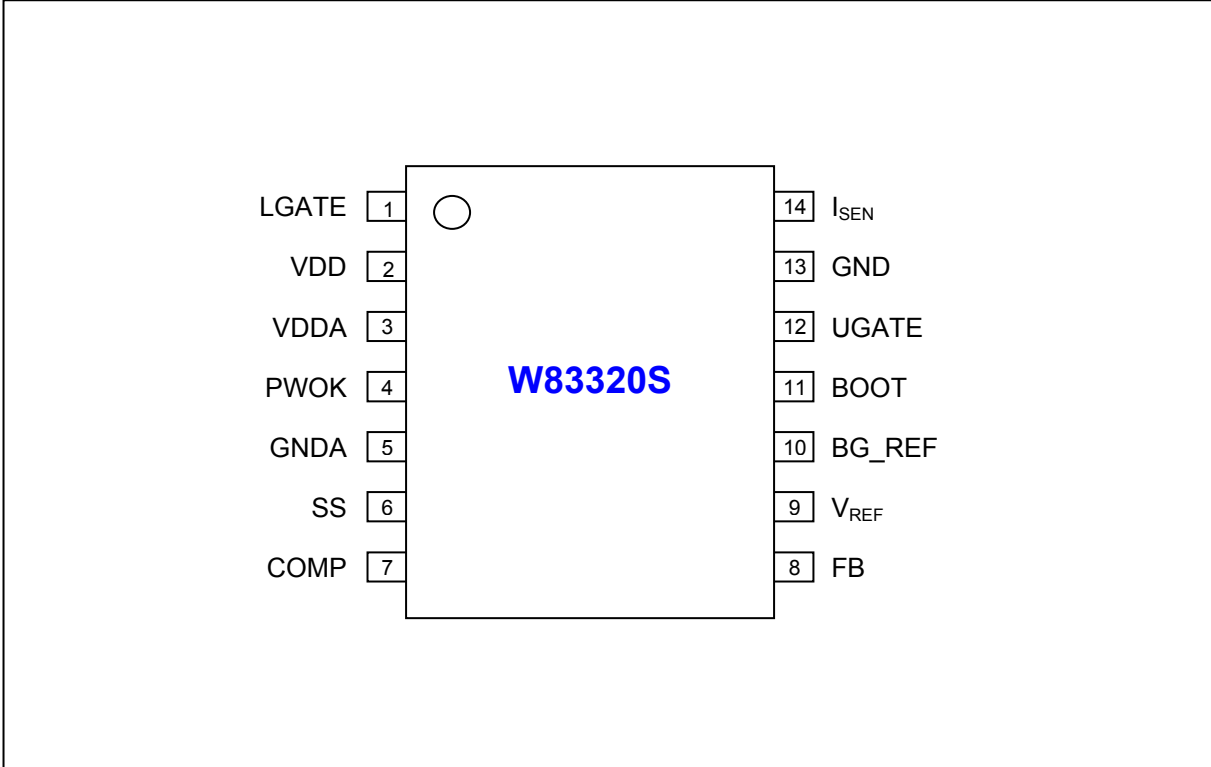 LGATE 1 14 ISEN
VDD 2 13 GND
VDDA 3 12 UGATE
W83320S
PWOK 4 11 BOOT
GNDA 5 10 BG_REF
SS 6 9 VREF
COMP 7 8 FB